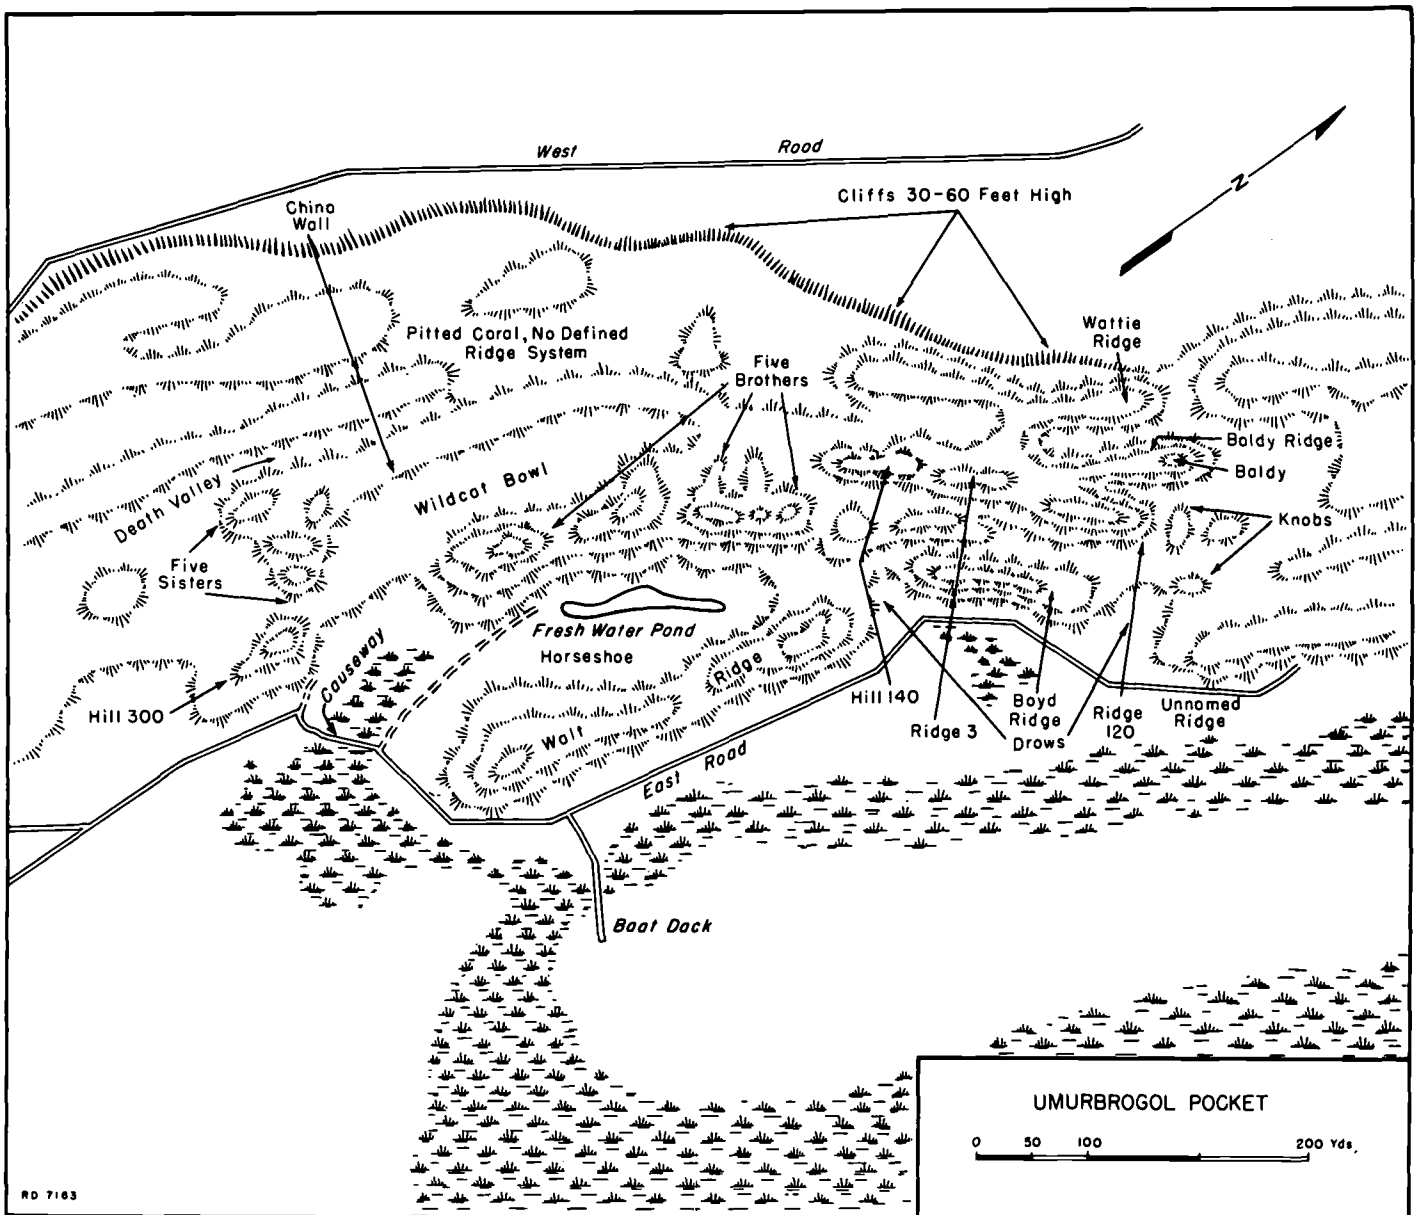 West Road
N
China
Wall
Cliffs 30-60 Feet High
Pitted Coral, No Defined
Ridge System
Wattie
Ridge
Five
Brothers
Baldy Ridge
Baldy
Death Valley
Wildcat Bowl
Knobs
Five
Sisters
Fresh Water Pond
Horseshoe
Causeway
Ridge
Walt
Hill 300
Hill 140
Ridge 3
Boyd
Ridge
Draws
Ridge
120
Unnamed
Ridge
East Road
Boat Dock
UMURBROGOL POCKET
0 50 100 200 Yds.
RD 7163